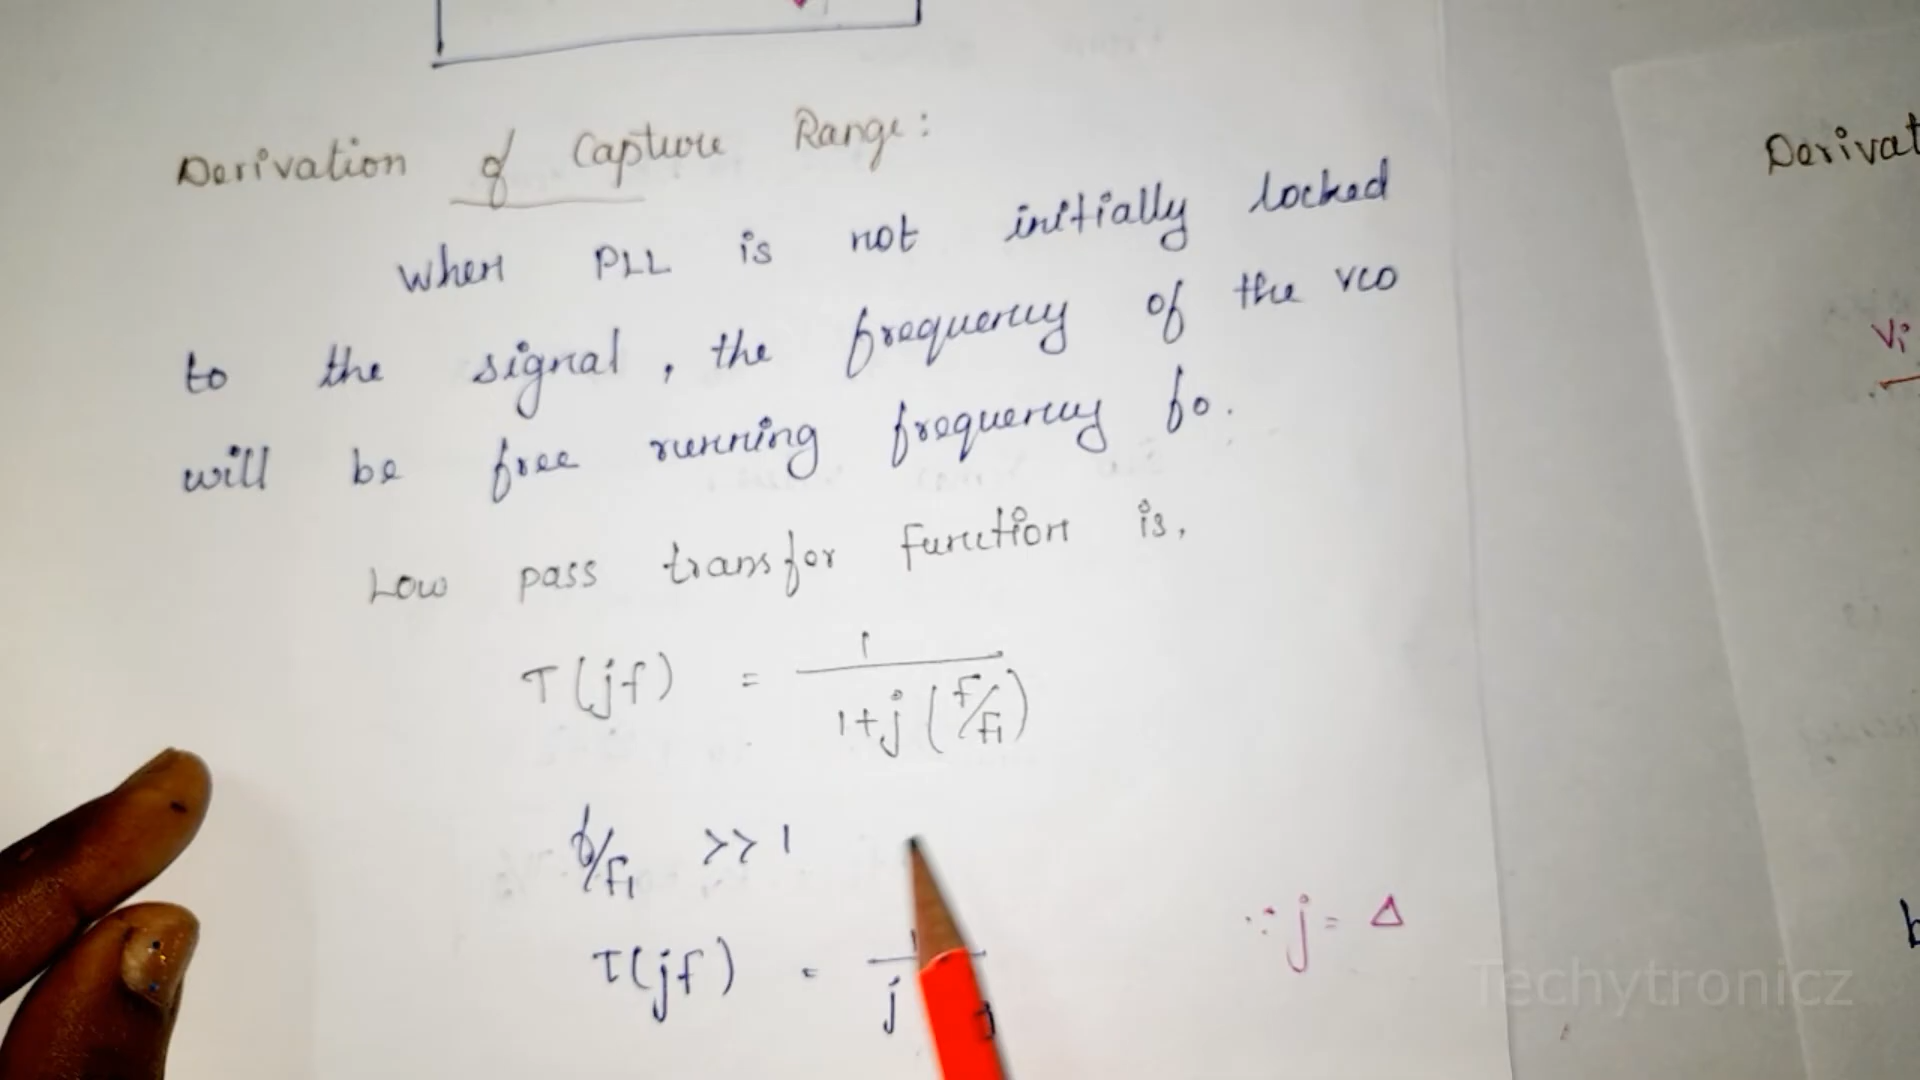 Derivation of Capture Range:
When PLL is not initially locked
to the signal, the frequency of the VCO
will be free running frequency fo.
Low pass transfor Function is,
T(jf) = 1 / 1+j (F/F1)
f/F1 >> 1
T(jf) = 1 / j
∵ j = Δ
Techytronicz
Derivat
Vi
b